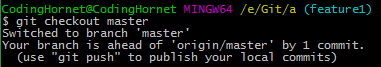 CodingHornet@CodingHornet MINGW64 /e/Git/a (feature1)
$ git checkout master
Switched to branch 'master'
Your branch is ahead of 'origin/master' by 1 commit.
  (use "git push" to publish your local commits)